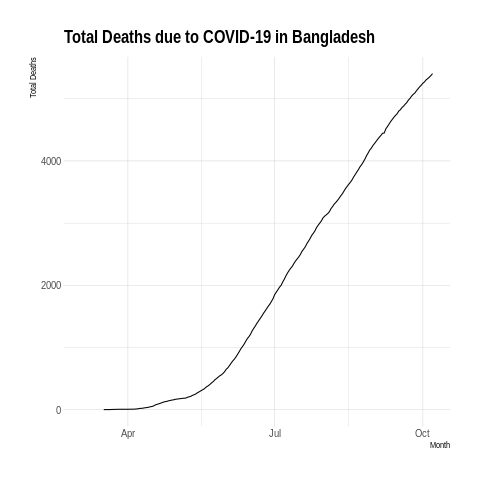 Total Deaths due to COVID-19 in Bangladesh
Total Deaths
4000
2000
0
Apr Jul Oct
Month